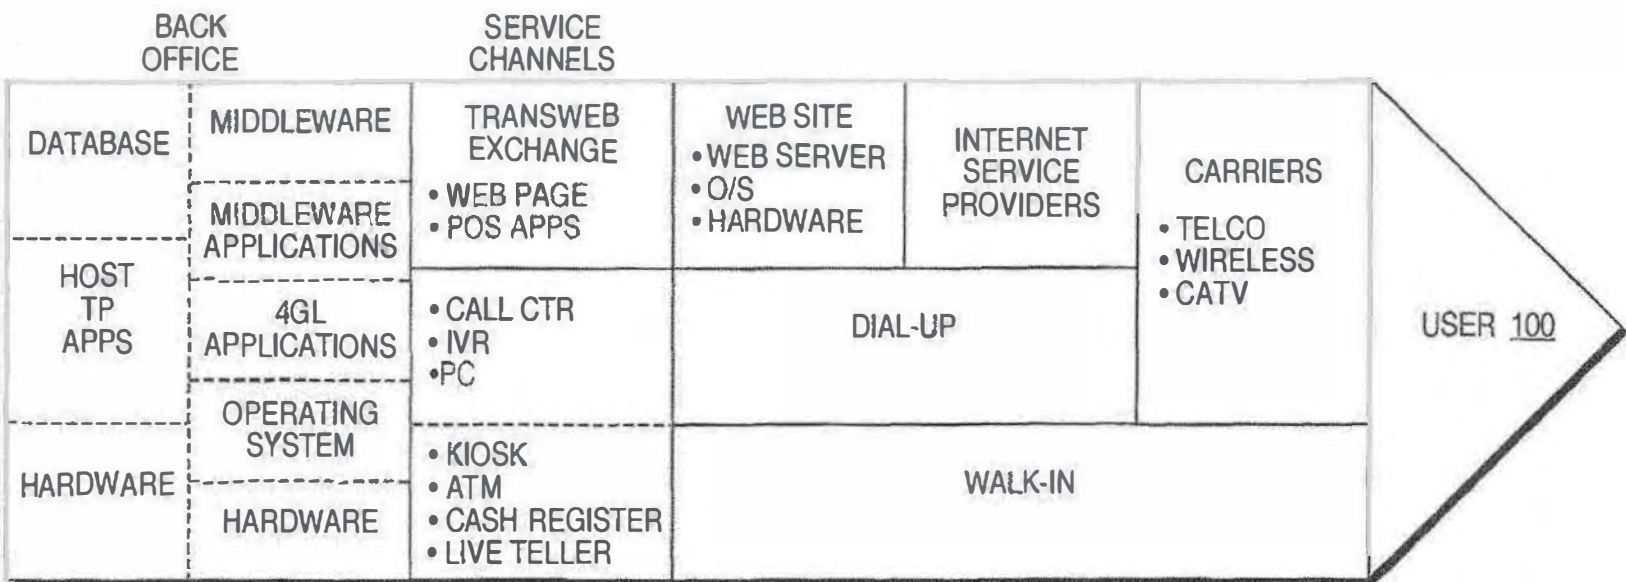 BACK
OFFICE
SERVICE
CHANNELS
DATABASE
HOST
TP
APPS
HARDWARE
MIDDLEWARE
MIDDLEWARE
APPLICATIONS
4GL
APPLICATIONS
OPERATING
SYSTEM
HARDWARE
TRANSWEB
EXCHANGE
• WEB PAGE
• POS APPS
• CALL CTR
• IVR
•PC
• KIOSK
• ATM
• CASH REGISTER
• LIVE TELLER
WEB SITE
• WEB SERVER
• O/S
• HARDWARE
INTERNET
SERVICE
PROVIDERS
DIAL-UP
WALK-IN
CARRIERS
• TELCO
• WIRELESS
• CATV
USER 100